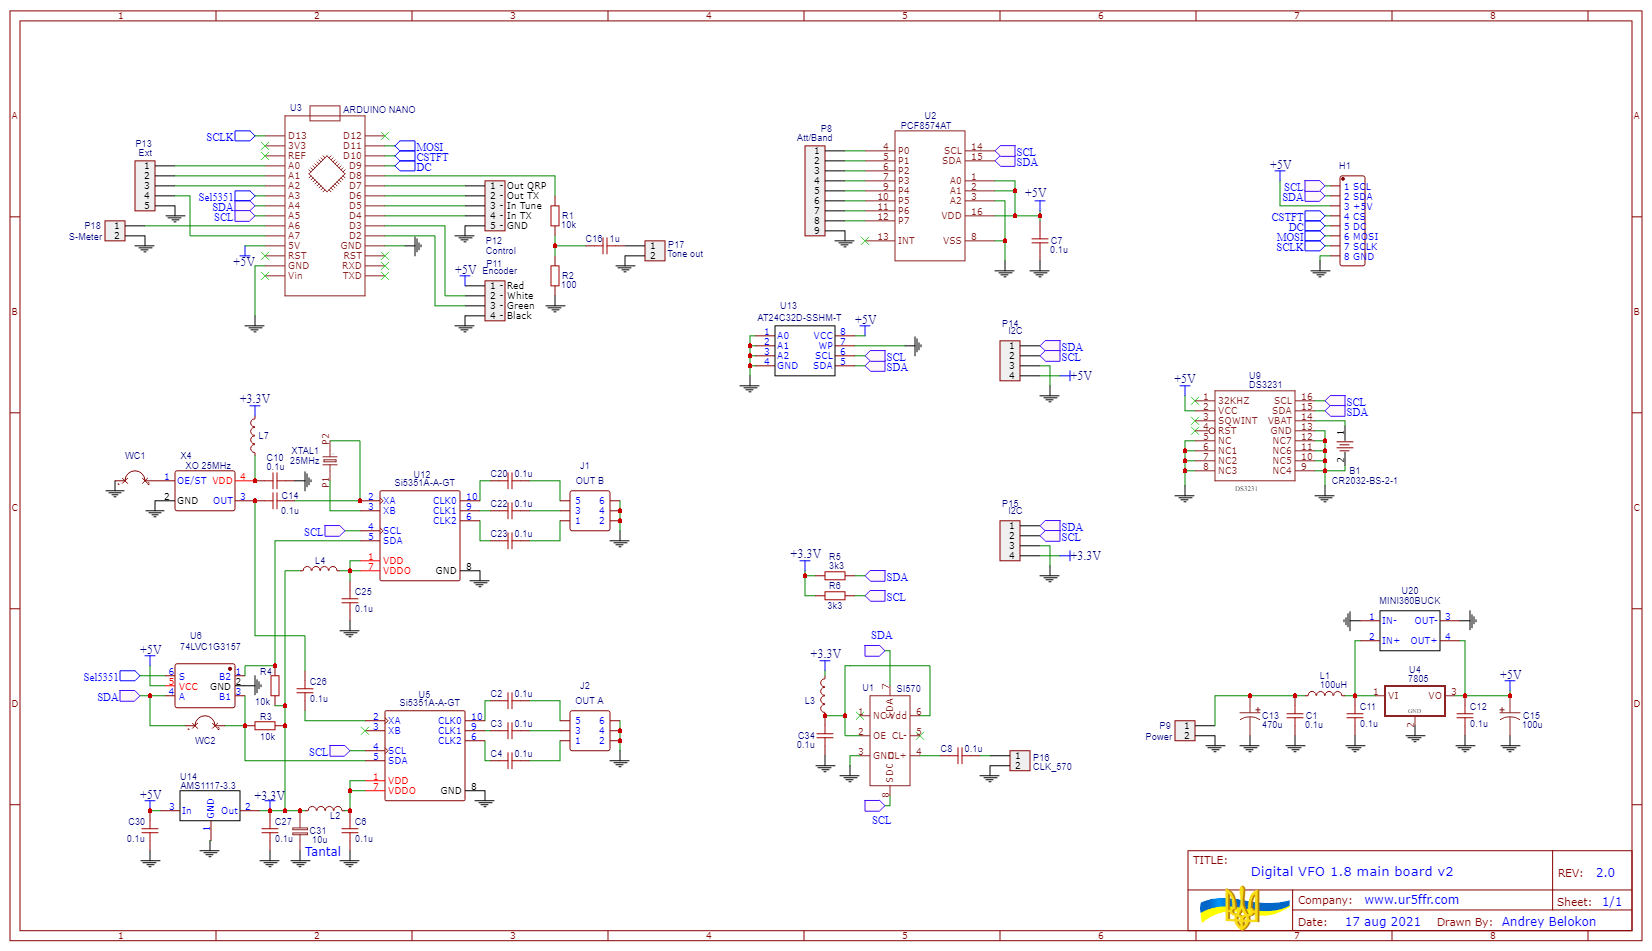 1 2 3 4 5 6 7 8
A A
B B
C C
D D
U3 ARDUINO NANO
SCLK
D13 D12
3V3 D11 MOSI
REF D10 CSTFT
A0 D9 DC
A1 D8
A2 D7
A3 D6
A4 D5
A5 D4
A6 D3
A7 D2
5V GND
RST RST
GND RXD
Vin TXD
P13
Ext
1
2
3
4
5
Sel5351
SDA
SCL
P18
S-Meter
1
2
+5V
1 - Out QRP
2 - Out TX
3 - In Tune
4 - In TX
5 - GND
P12
Control
P11
Encoder
+5V
1 - Red
2 - White
3 - Green
4 - Black
R1
10k
R2
100
C16 1u
1
2
P17
Tone out
P8
Att/Band
1
2
3
4
5
6
7
8
9
U2
PCF8574AT
4 P0 SCL 14 SCL
5 P1 SDA 15 SDA
6 P2
7 P3 A0 1
9 P4 A1 2
10 P5 A2 3
11 P6 VDD 16
12 P7
13 INT VSS 8
+5V
C7
0.1u
+5V
H1
SCL 1 SCL
SDA 2 SDA
3 +5V
CSTFT 4 CS
DC 5 DC
MOSI 6 MOSI
SCLK 7 SCLK
8 GND
U13
AT24C32D-SSHM-T
+5V
1 A0 VCC 8
2 A1 WP 7
3 A2 SCL 6 SCL
4 GND SDA 5 SDA
P14
I2C
1 SDA
2 SCL
3
4 +5V
+5V
U9
DS3231
1 32KHZ SCL 16 SCL
2 VCC SDA 15 SDA
3 SQWINT VBAT 14
4 RST GND 13
5 NC NC7 12
6 NC1 NC6 11
7 NC2 NC5 10
8 NC3 NC4 9
DS3231
1
2
B1
CR2032-BS-2-1
+3.3V
L7
WC1
X4
XO 25MHz
1 OE/ST VDD 4
2 GND OUT 3
C10
0.1u
C14
0.1u
XTAL1
25MHz
P2
P1
U12
Si5351A-A-GT
2 XA CLK0 10
3 XB CLK1 9
4 SCL CLK2 6
5 SDA
1 VDD
7 VDDO GND 8
SCL
L4
C25
0.1u
C20 0.1u
C22 0.1u
C23 0.1u
J1
OUT B
5 6
3 4
1 2
P15
I2C
1 SDA
2 SCL
3
4 +3.3V
+3.3V
R5
3k3
SDA
R6
3k3
SCL
U6
74LVC1G3157
+5V
Sel5351
SDA
6 S B2 1
5 VCC GND 2
4 A B1 3
WC2
R4
10k
R3
10k
C26
0.1u
U5
Si5351A-A-GT
2 XA CLK0 10
3 XB CLK1 9
4 SCL CLK2 6
5 SDA
1 VDD
7 VDDO GND 8
SCL
C2 0.1u
C3 0.1u
C4 0.1u
J2
OUT A
5 6
3 4
1 2
U14
AMS1117-3.3
+5V
3 In Out 2
GND
1
+3.3V
C30
0.1u
C27
0.1u
C31
10u
Tantal
L2
C6
0.1u
SDA
+3.3V
L3
C34
0.1u
U1 SI570
7
SDA
1 NC Vdd 6
2 OE CL- 5
3 GND CL+ 4
SDC
8
SCL
C8 0.1u
1
2
P16
CLK_570
U20
MINI360BUCK
1 IN- OUT- 3
2 IN+ OUT+ 4
U4
7805
1 VI VO 3
GND
2
L1
100uH
+5V
P9
Power
1
2
C13
470u
C1
0.1u
C11
0.1u
C12
0.1u
C15
100u
TITLE:
Digital VFO 1.8 main board v2
REV: 2.0
Company: www.ur5ffr.com
Sheet: 1/1
Date: 17 aug 2021 Drawn By: Andrey Belokon
1 2 3 4 5 6 7 8